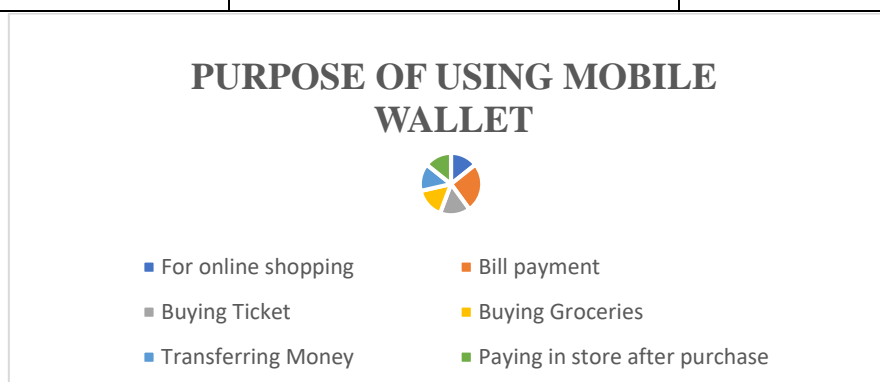 PURPOSE OF USING MOBILE
WALLET
For online shopping
Bill payment
Buying Ticket
Buying Groceries
Transferring Money
Paying in store after purchase